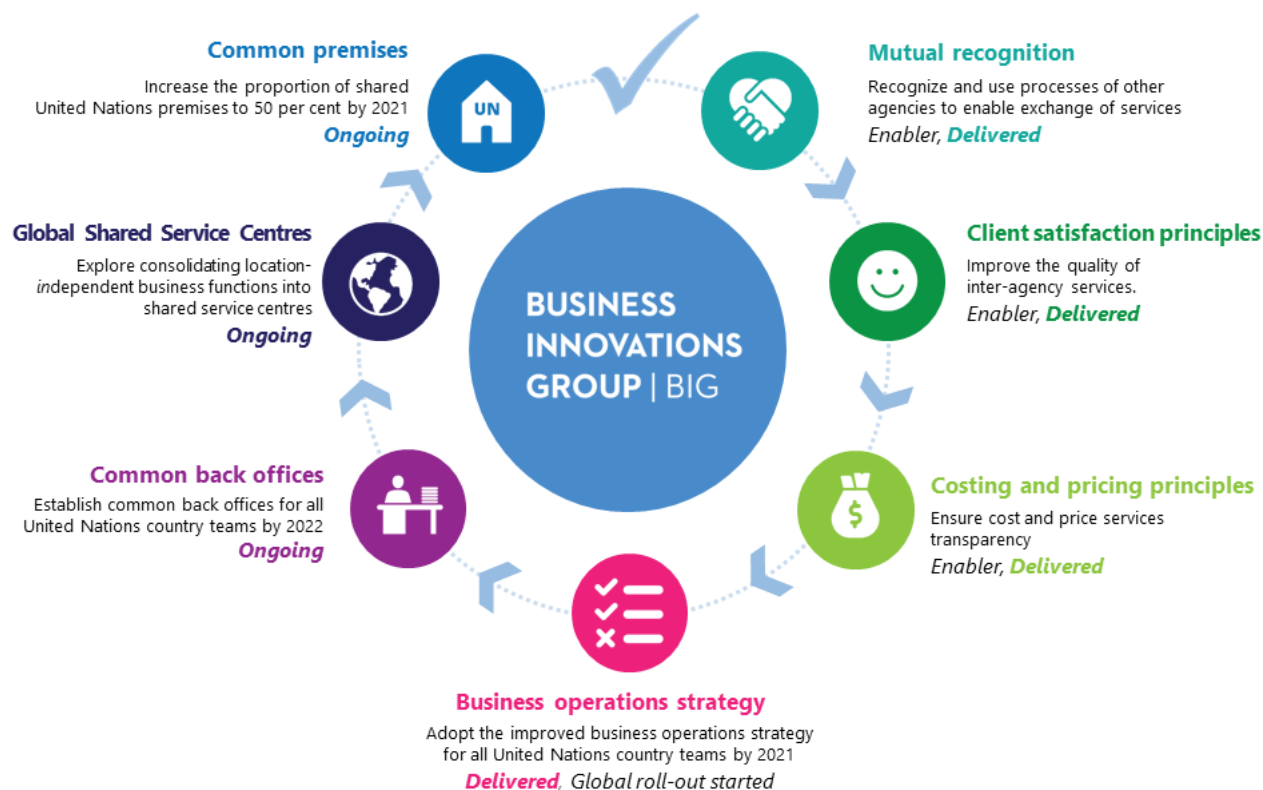 Common premises
Increase the proportion of shared
United Nations premises to 50 per cent by 2021
Ongoing
UN
Mutual recognition
Recognize and use processes of other
agencies to enable exchange of services
Enabler, Delivered
Global Shared Service Centres
Explore consolidating location-
independent business functions into
shared service centres
Ongoing
Client satisfaction principles
Improve the quality of
inter-agency services.
Enabler, Delivered
BUSINESS
INNOVATIONS
GROUP | BIG
Common back offices
Establish common back offices for all
United Nations country teams by 2022
Ongoing
$
Costing and pricing principles
Ensure cost and price services
transparency
Enabler, Delivered
Business operations strategy
Adopt the improved business operations strategy
for all United Nations country teams by 2021
Delivered, Global roll-out started